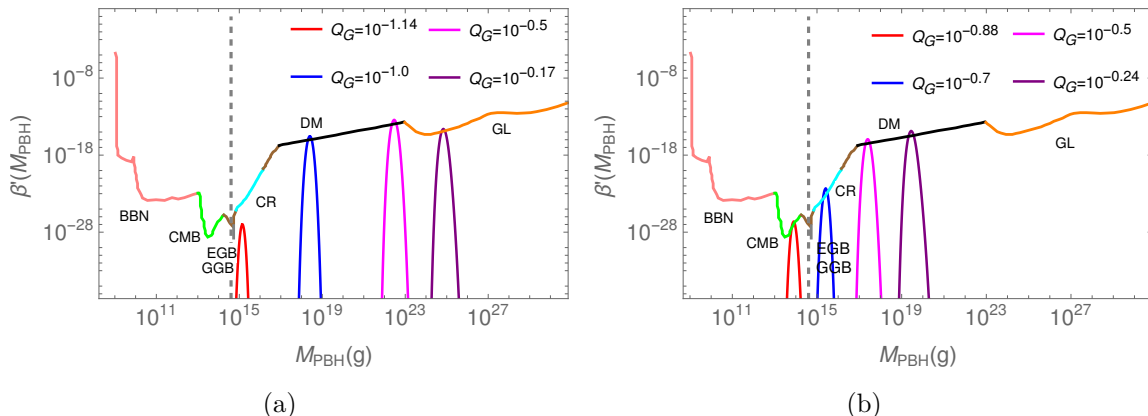 Q_G=10^{-1.14} Q_G=10^{-0.5}
Q_G=10^{-1.0} Q_G=10^{-0.17}
10^{-8}
10^{-18}
10^{-28}
β'(M_PBH)
DM
GL
CR
BBN
CMB
EGB
GGB
10^{11} 10^{15} 10^{19} 10^{23} 10^{27}
M_PBH(g)
(a)
Q_G=10^{-0.88} Q_G=10^{-0.5}
Q_G=10^{-0.7} Q_G=10^{-0.24}
10^{-8}
10^{-18}
10^{-28}
β'(M_PBH)
DM
GL
CR
BBN
CMB
EGB
GGB
10^{11} 10^{15} 10^{19} 10^{23} 10^{27}
M_PBH(g)
(b)